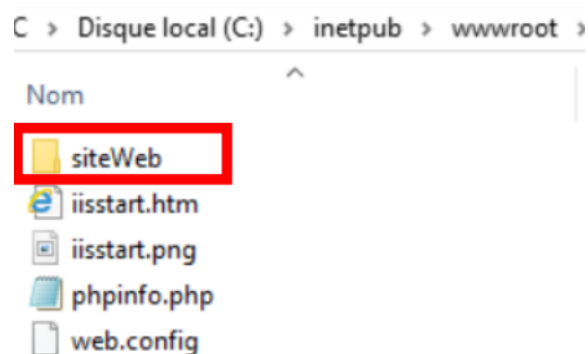 C > Disque local (C:) > inetpub > wwwroot >
Nom
siteWeb
iisstart.htm
iisstart.png
phpinfo.php
web.config